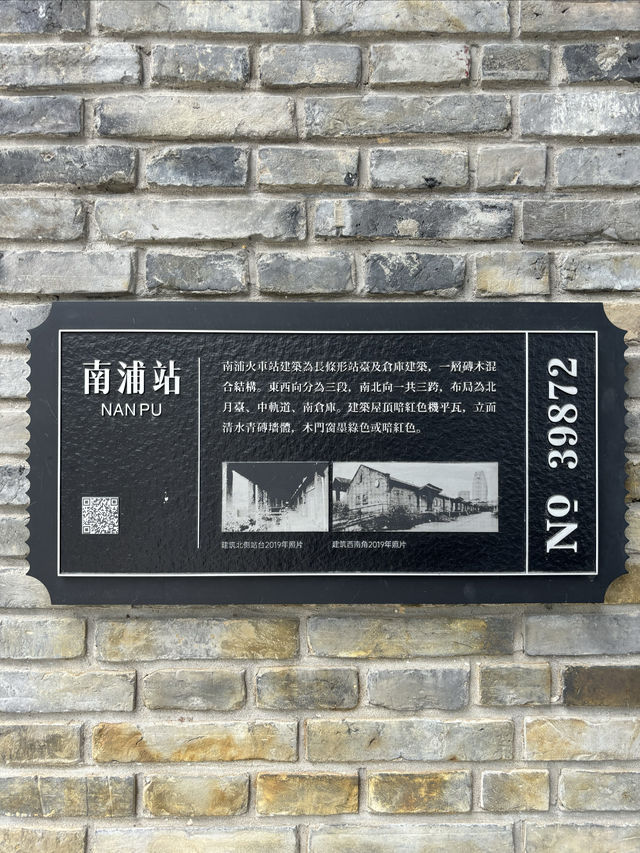 南浦站
NAN PU
南浦火車站建築為長條形站臺及倉庫建築，一層磚木混
合結構。東西向分為三段，南北向一共三跨，布局為北
月臺、中軌道、南倉庫。建築屋頂暗紅色機平瓦，立面
清水青磚墻體，木門窗墨綠色或暗紅色。
建筑北侧站台2019年照片
建筑西南角2019年照片
No 39872